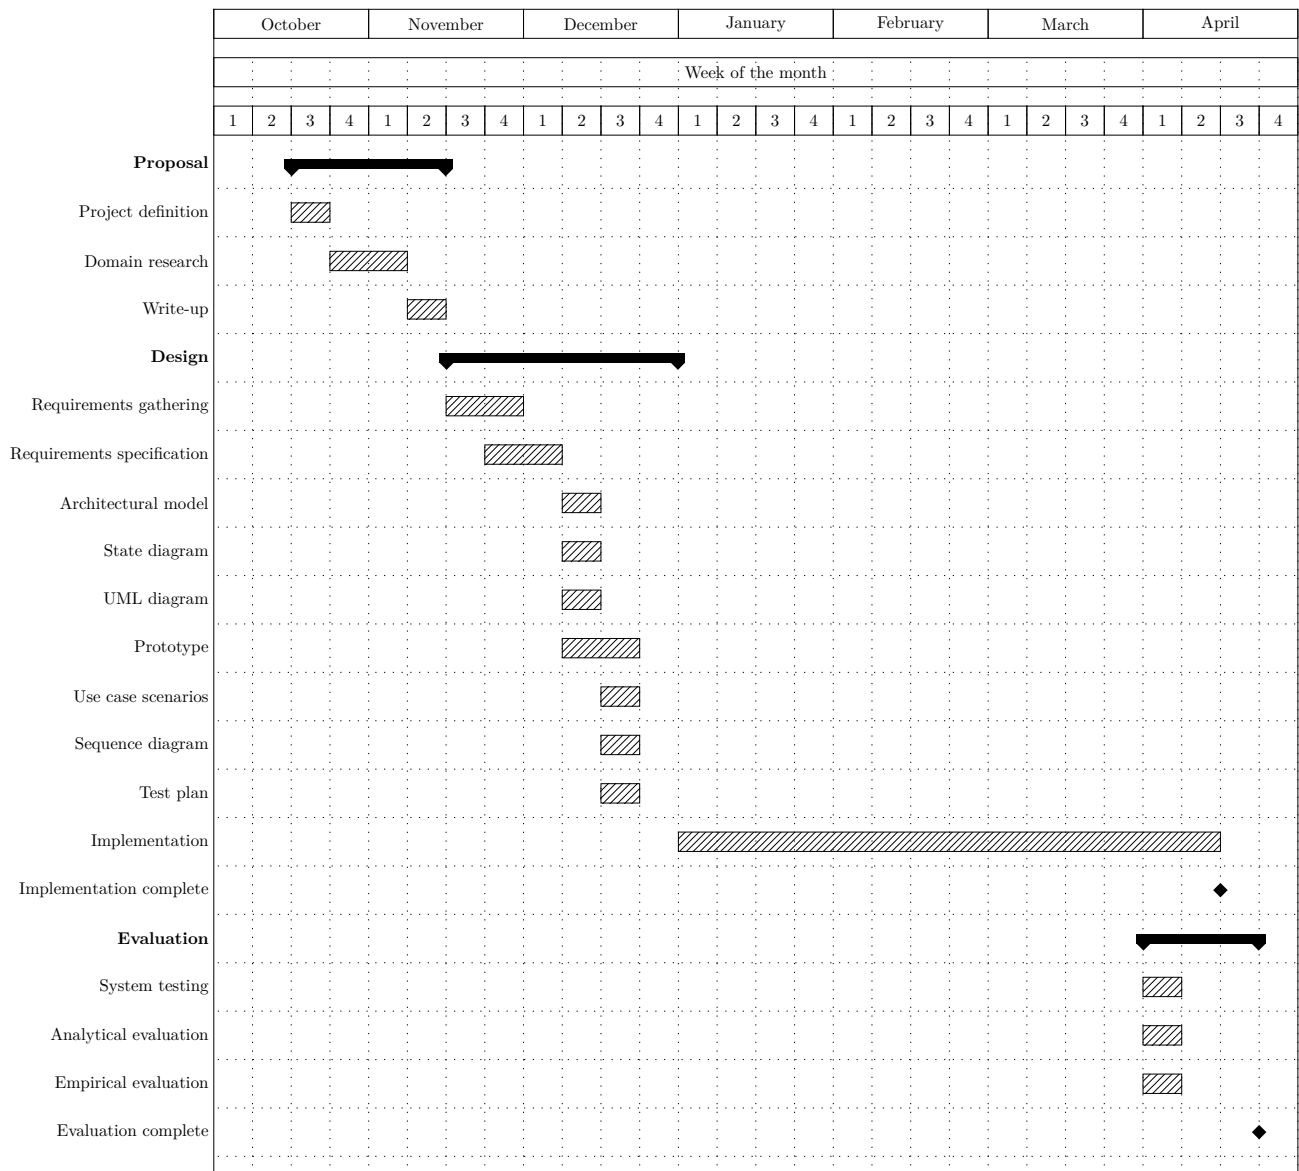 October November December January February March April
Week of the month
1 2 3 4 1 2 3 4 1 2 3 4 1 2 3 4 1 2 3 4 1 2 3 4 1 2 3 4
Proposal
Project definition
Domain research
Write-up
Design
Requirements gathering
Requirements specification
Architectural model
State diagram
UML diagram
Prototype
Use case scenarios
Sequence diagram
Test plan
Implementation
Implementation complete
Evaluation
System testing
Analytical evaluation
Empirical evaluation
Evaluation complete